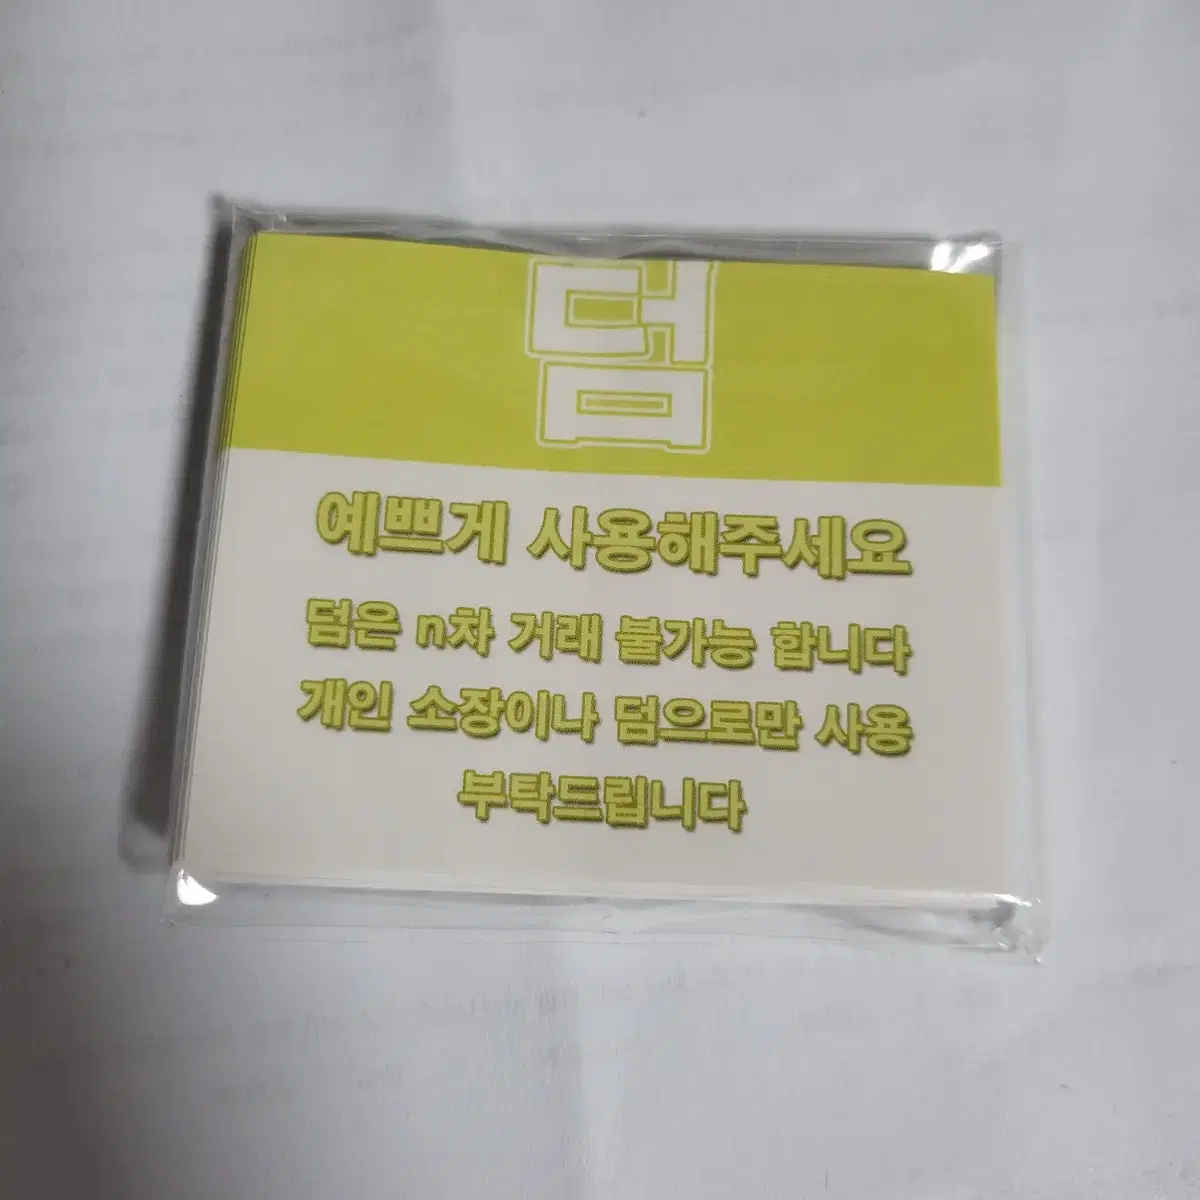 덤
예쁘게 사용해주세요
덤은 n차 거래 불가능 합니다
개인 소장이나 덤으로만 사용
부탁드립니다